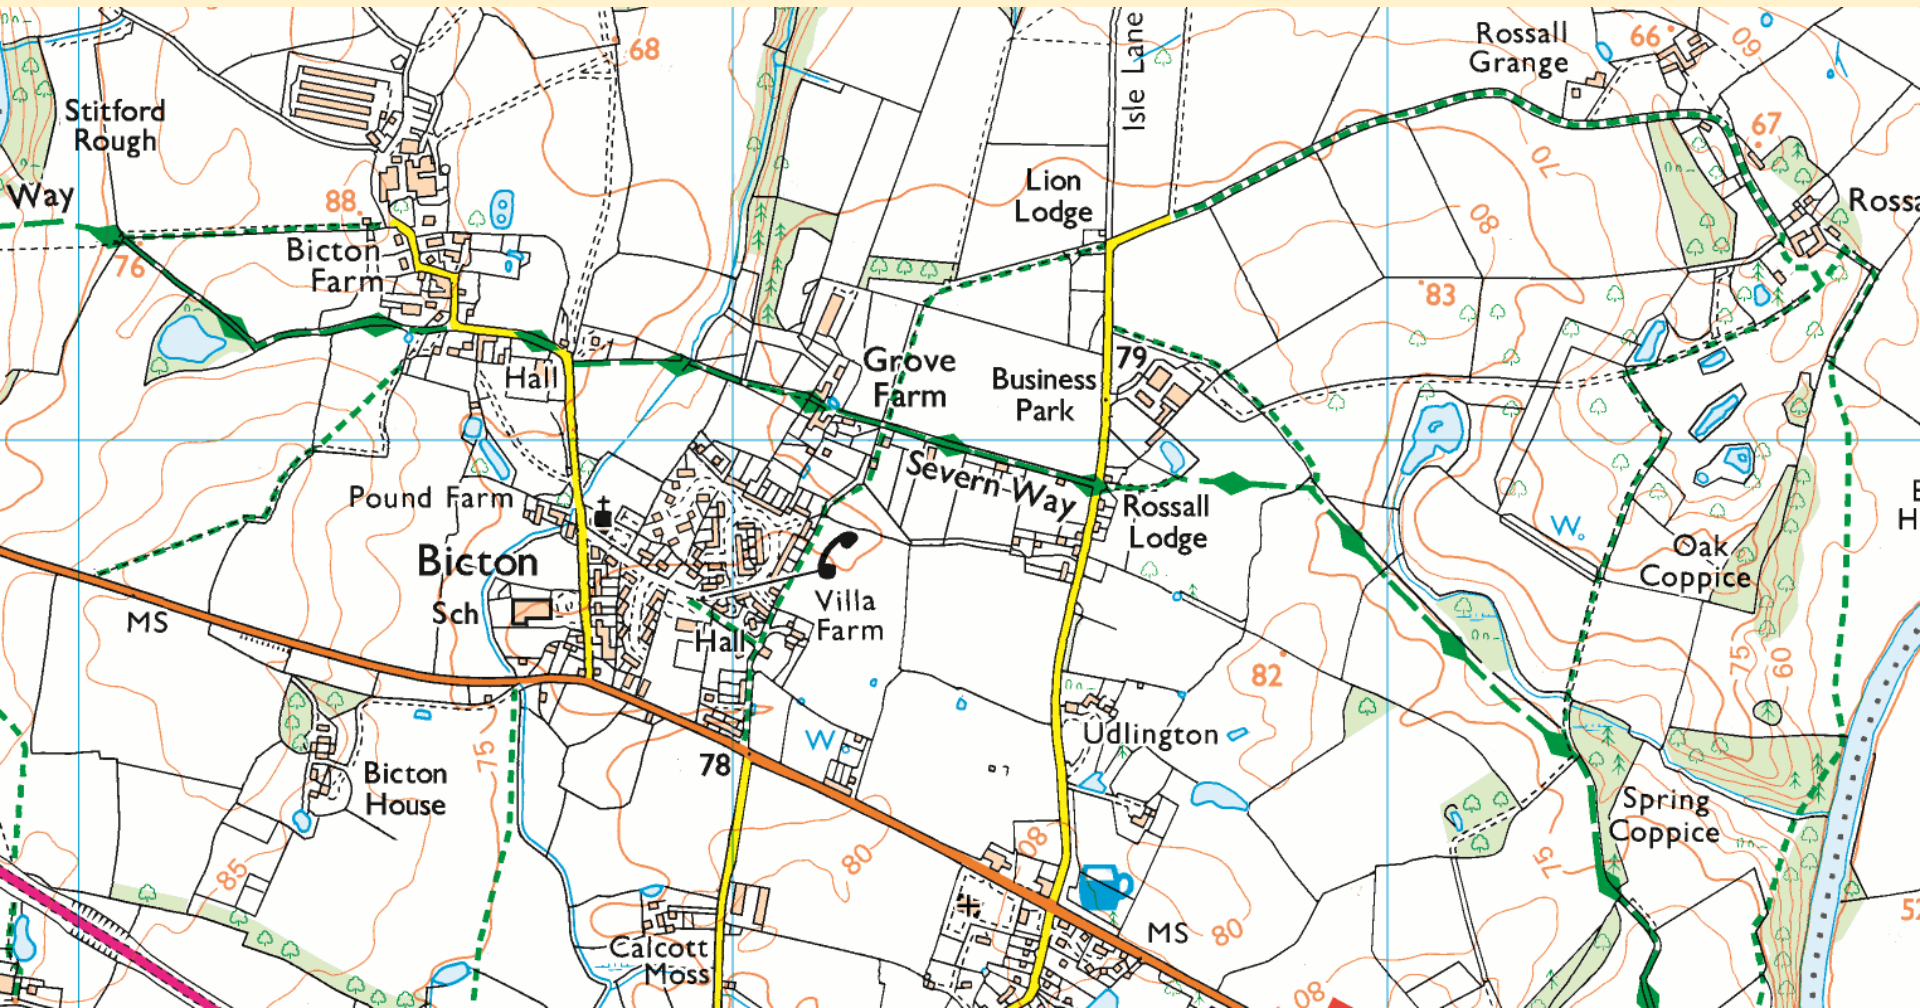 Stitford
Rough
Way
76
88
Bicton
Farm
68
Hall
Isle Lane
Lion
Lodge
Rossall
Grange
66
60
67
70
80
83
Grove
Farm
Business
Park
79
Severn Way
Rossall
Lodge
Pound Farm
Bicton
Sch
MS
Hall
Villa
Farm
W
W
Oak
Coppice
75
60
82
Udlington
78
Bicton
House
75
85
80
80
Spring
Coppice
75
Calcott
Moss
MS
80
80